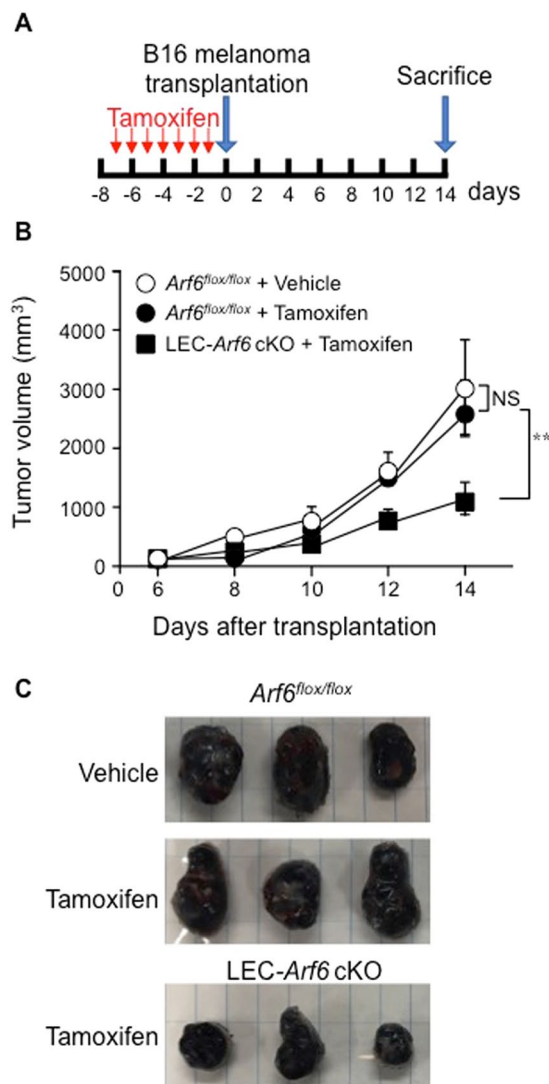 A
B16 melanoma
transplantation
Sacrifice
Tamoxifen
-8 -6 -4 -2 0 2 4 6 8 10 12 14 days
B
Arf6flox/flox + Vehicle
Arf6flox/flox + Tamoxifen
LEC-Arf6 cKO + Tamoxifen
Tumor volume (mm3)
5000
4000
3000
2000
1000
0
NS
**
0 6 8 10 12 14
Days after transplantation
C
Arf6flox/flox
Vehicle
Tamoxifen
LEC-Arf6 cKO
Tamoxifen